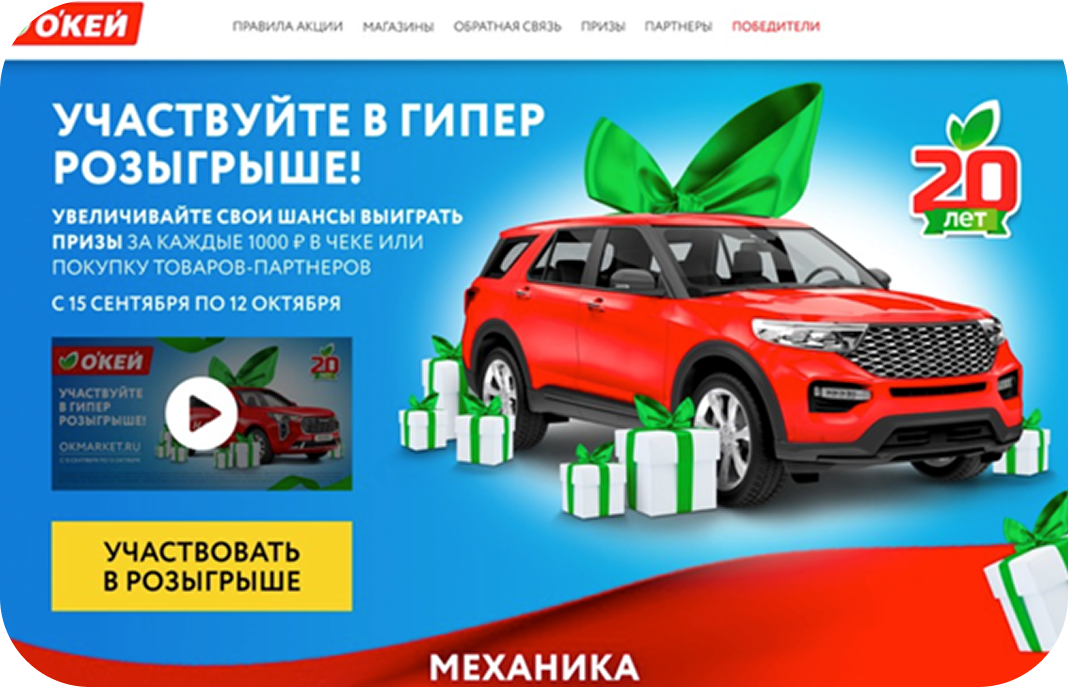 О'КЕЙ
ПРАВИЛА АКЦИИ МАГАЗИНЫ ОБРАТНАЯ СВЯЗЬ ПРИЗЫ ПАРТНЕРЫ ПОБЕДИТЕЛИ
УЧАСТВУЙТЕ В ГИПЕР
РОЗЫГРЫШЕ!
УВЕЛИЧИВАЙТЕ СВОИ ШАНСЫ ВЫИГРАТЬ
ПРИЗЫ ЗА КАЖДЫЕ 1000 ₽ В ЧЕКЕ ИЛИ
ПОКУПКУ ТОВАРОВ-ПАРТНЕРОВ
С 15 СЕНТЯБРЯ ПО 12 ОКТЯБРЯ
20
лет
О'КЕЙ
20
УЧАСТВУЙТЕ
В ГИПЕР
РОЗЫГРЫШЕ!
OKMARKET.RU
УЧАСТВОВАТЬ
В РОЗЫГРЫШЕ
МЕХАНИКА